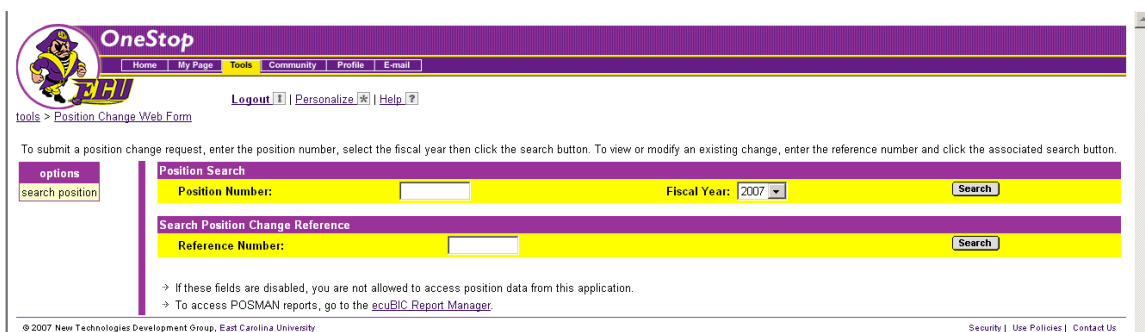 OneStop
Home My Page Tools Community Profile E-mail
ECU
Logout | Personalize * | Help ?
tools > Position Change Web Form
To submit a position change request, enter the position number, select the fiscal year then click the search button. To view or modify an existing change, enter the reference number and click the associated search button.
options
search position
Position Search
Position Number: Fiscal Year: 2007 Search
Search Position Change Reference
Reference Number: Search
→ If these fields are disabled, you are not allowed to access position data from this application.
→ To access POSMAN reports, go to the ecuBIC Report Manager.
© 2007 New Technologies Development Group, East Carolina University Security | Use Policies | Contact Us